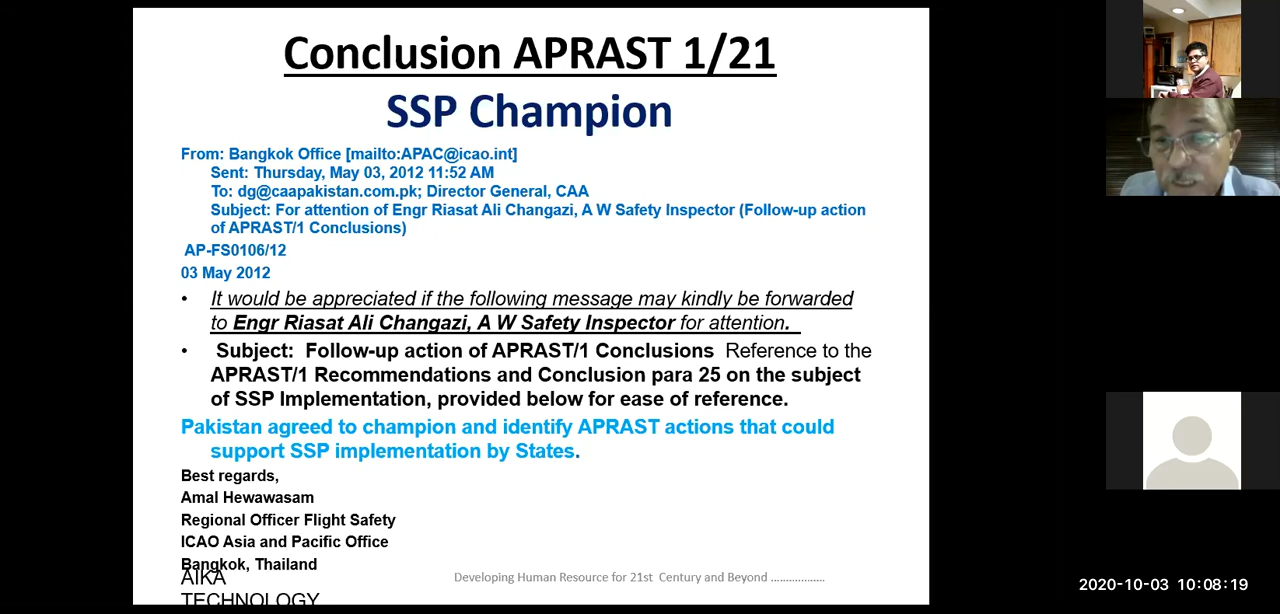 Conclusion APRAST 1/21
SSP Champion
From: Bangkok Office [mailto:APAC@icao.int]
Sent: Thursday, May 03, 2012 11:52 AM
To: dg@caapakistan.com.pk; Director General, CAA
Subject: For attention of Engr Riasat Ali Changazi, A W Safety Inspector (Follow-up action
of APRAST/1 Conclusions)
AP-FS0106/12
03 May 2012
• It would be appreciated if the following message may kindly be forwarded
to Engr Riasat Ali Changazi, A W Safety Inspector for attention.
• Subject: Follow-up action of APRAST/1 Conclusions Reference to the
APRAST/1 Recommendations and Conclusion para 25 on the subject
of SSP Implementation, provided below for ease of reference.
Pakistan agreed to champion and identify APRAST actions that could
support SSP implementation by States.
Best regards,
Amal Hewawasam
Regional Officer Flight Safety
ICAO Asia and Pacific Office
Bangkok, Thailand
AIKA
TECHNOLOGY
Developing Human Resource for 21st Century and Beyond ..................
2020-10-03 10:08:19